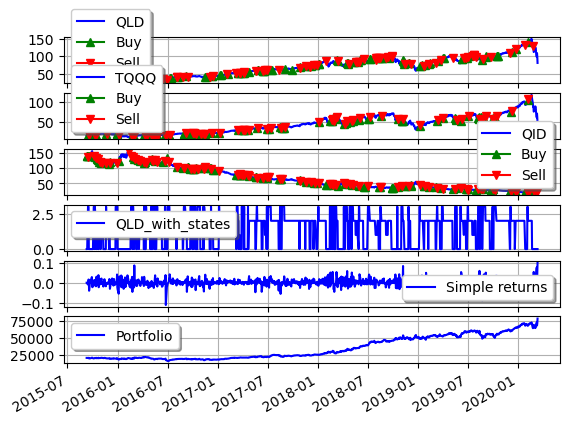 QLD
Buy
Sell
150
100
50
TQQQ
Buy
Sell
100
50
QID
Buy
Sell
150
100
50
QLD_with_states
2.5
0.0
Simple returns
0.1
0.0
−0.1
Portfolio
75000
50000
25000
2015-07
2016-01
2016-07
2017-01
2017-07
2018-01
2018-07
2019-01
2019-07
2020-01